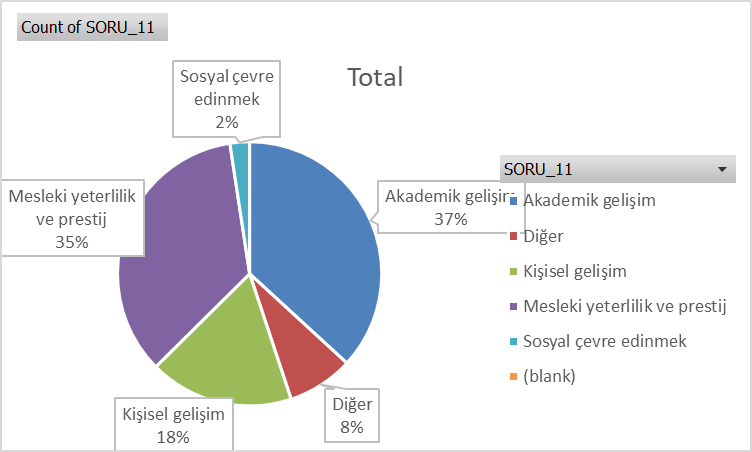 Count of SORU_11
Total
Sosyal çevre
edinmek
2%
Mesleki yeterlilik
ve prestij
35%
Akademik gelişim
37%
Kişisel gelişim
18%
Diğer
8%
SORU_11
Akademik gelişim
Diğer
Kişisel gelişim
Mesleki yeterlilik ve prestij
Sosyal çevre edinmek
(blank)